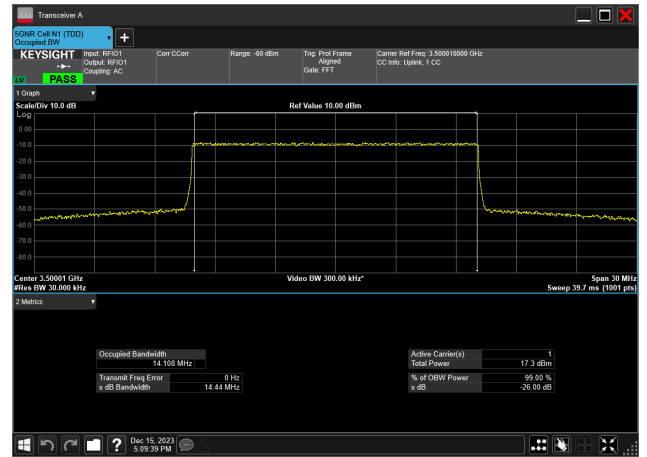 Transceiver A
5GNR Cell N1 (TDD)
Occupied BW
KEYSIGHT
LXI
PASS
Input: RFIO1
Output: RFIO1
Coupling: AC
Corr CCorr
Range: -60 dBm
Trig: Prot Frame
Aligned
Gate: FFT
Carrier Ref Freq: 3.500010000 GHz
CC Info: Uplink, 1 CC
1 Graph
Scale/Div 10.0 dB
Ref Value 10.00 dBm
Log
0.00
-10.0
-20.0
-30.0
-40.0
-50.0
-60.0
-70.0
-80.0
Center 3.50001 GHz
Video BW 300.00 kHz*
Span 30 MHz
#Res BW 30.000 kHz
Sweep 39.7 ms (1001 pts)
2 Metrics
Occupied Bandwidth
14.108 MHz
Transmit Freq Error 0 Hz
x dB Bandwidth 14.44 MHz
Active Carrier(s) 1
Total Power 17.3 dBm
% of OBW Power 99.00 %
x dB -26.00 dB
Dec 15, 2023
5:09:39 PM